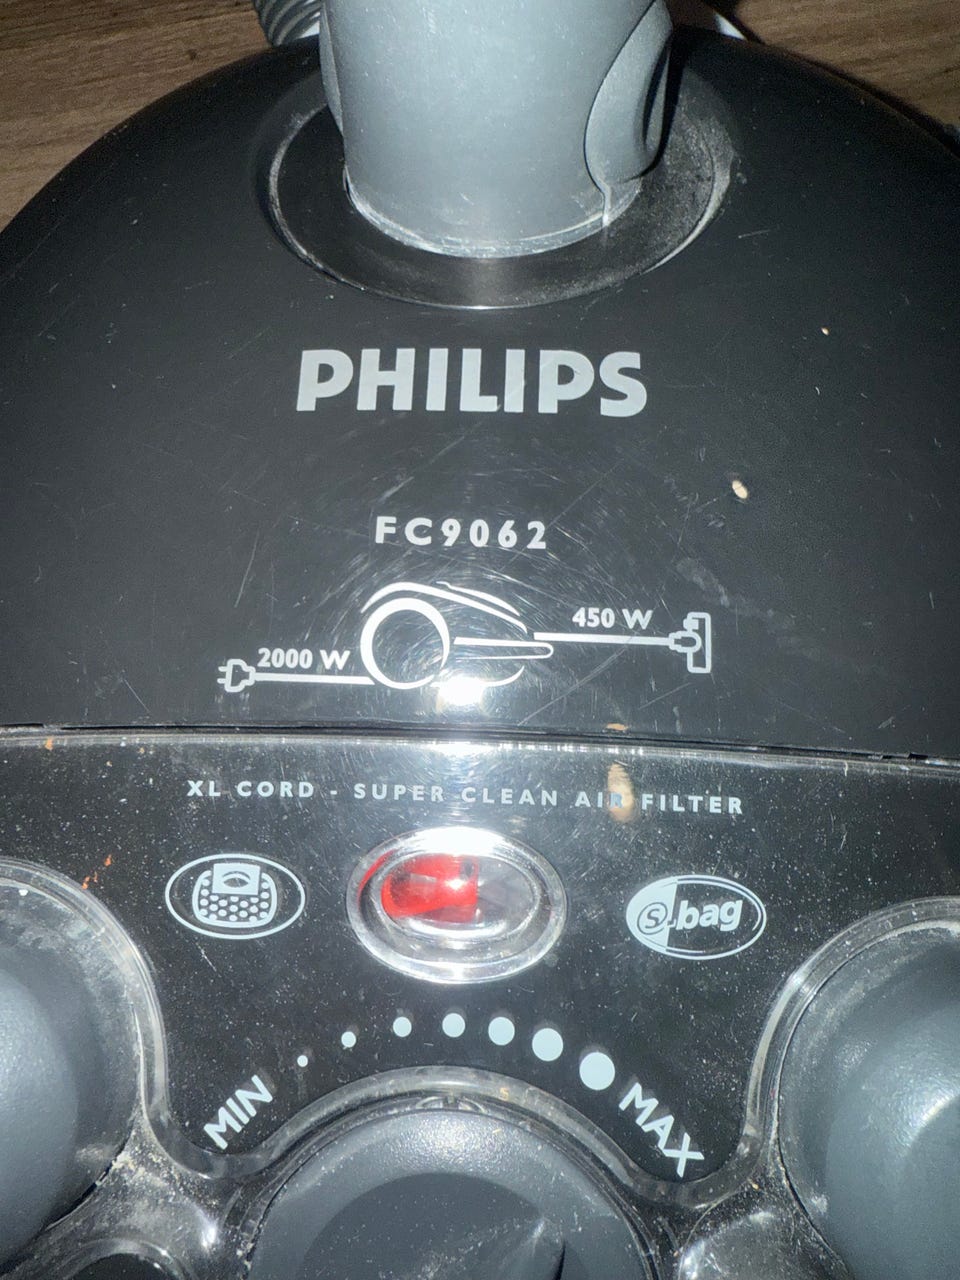 PHILIPS
FC9062
450 W
2000 W
XL CORD - SUPER CLEAN AIR FILTER
s-bag
MIN
MAX